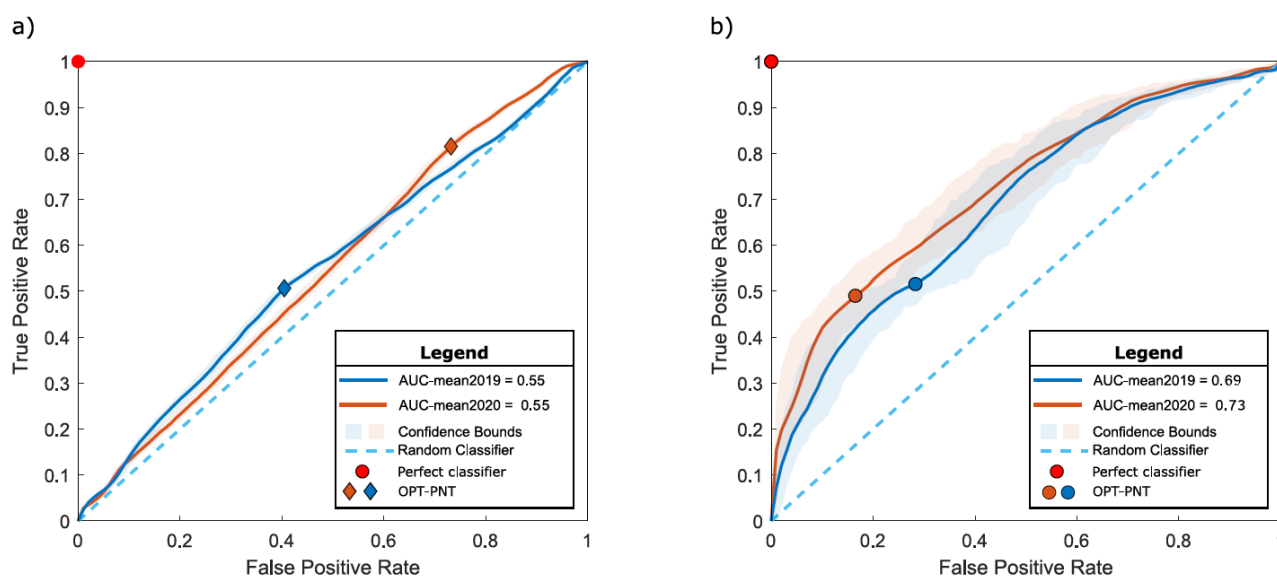 a)
1
0.9
0.8
0.7
0.6
0.5
0.4
0.3
0.2
0.1
0
True Positive Rate
0 0.2 0.4 0.6 0.8 1
False Positive Rate
Legend
AUC-mean2019 = 0.55
AUC-mean2020 = 0.55
Confidence Bounds
Random Classifier
Perfect classifier
OPT-PNT
b)
1
0.9
0.8
0.7
0.6
0.5
0.4
0.3
0.2
0.1
0
True Positive Rate
0 0.2 0.4 0.6 0.8
False Positive Rate
Legend
AUC-mean2019 = 0.69
AUC-mean2020 = 0.73
Confidence Bounds
Random Classifier
Perfect classifier
OPT-PNT